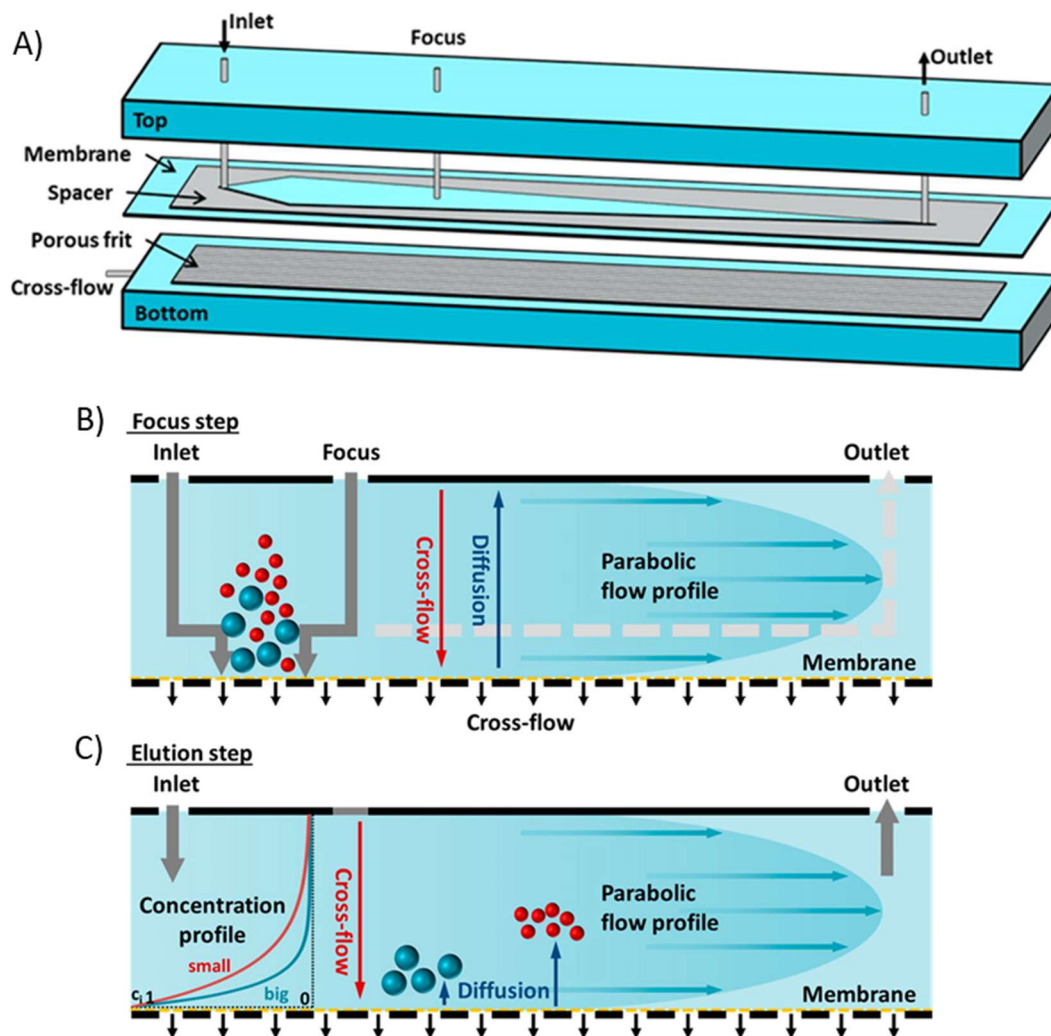 A)
Inlet
Focus
Outlet
Top
Membrane
Spacer
Porous frit
Cross-flow
Bottom
B) Focus step
Inlet
Focus
Outlet
Cross-flow
Diffusion
Parabolic
flow profile
Membrane
Cross-flow
C) Elution step
Inlet
Outlet
Concentration
profile
small
big
ci 1
0
Cross-flow
Diffusion
Parabolic
flow profile
Membrane